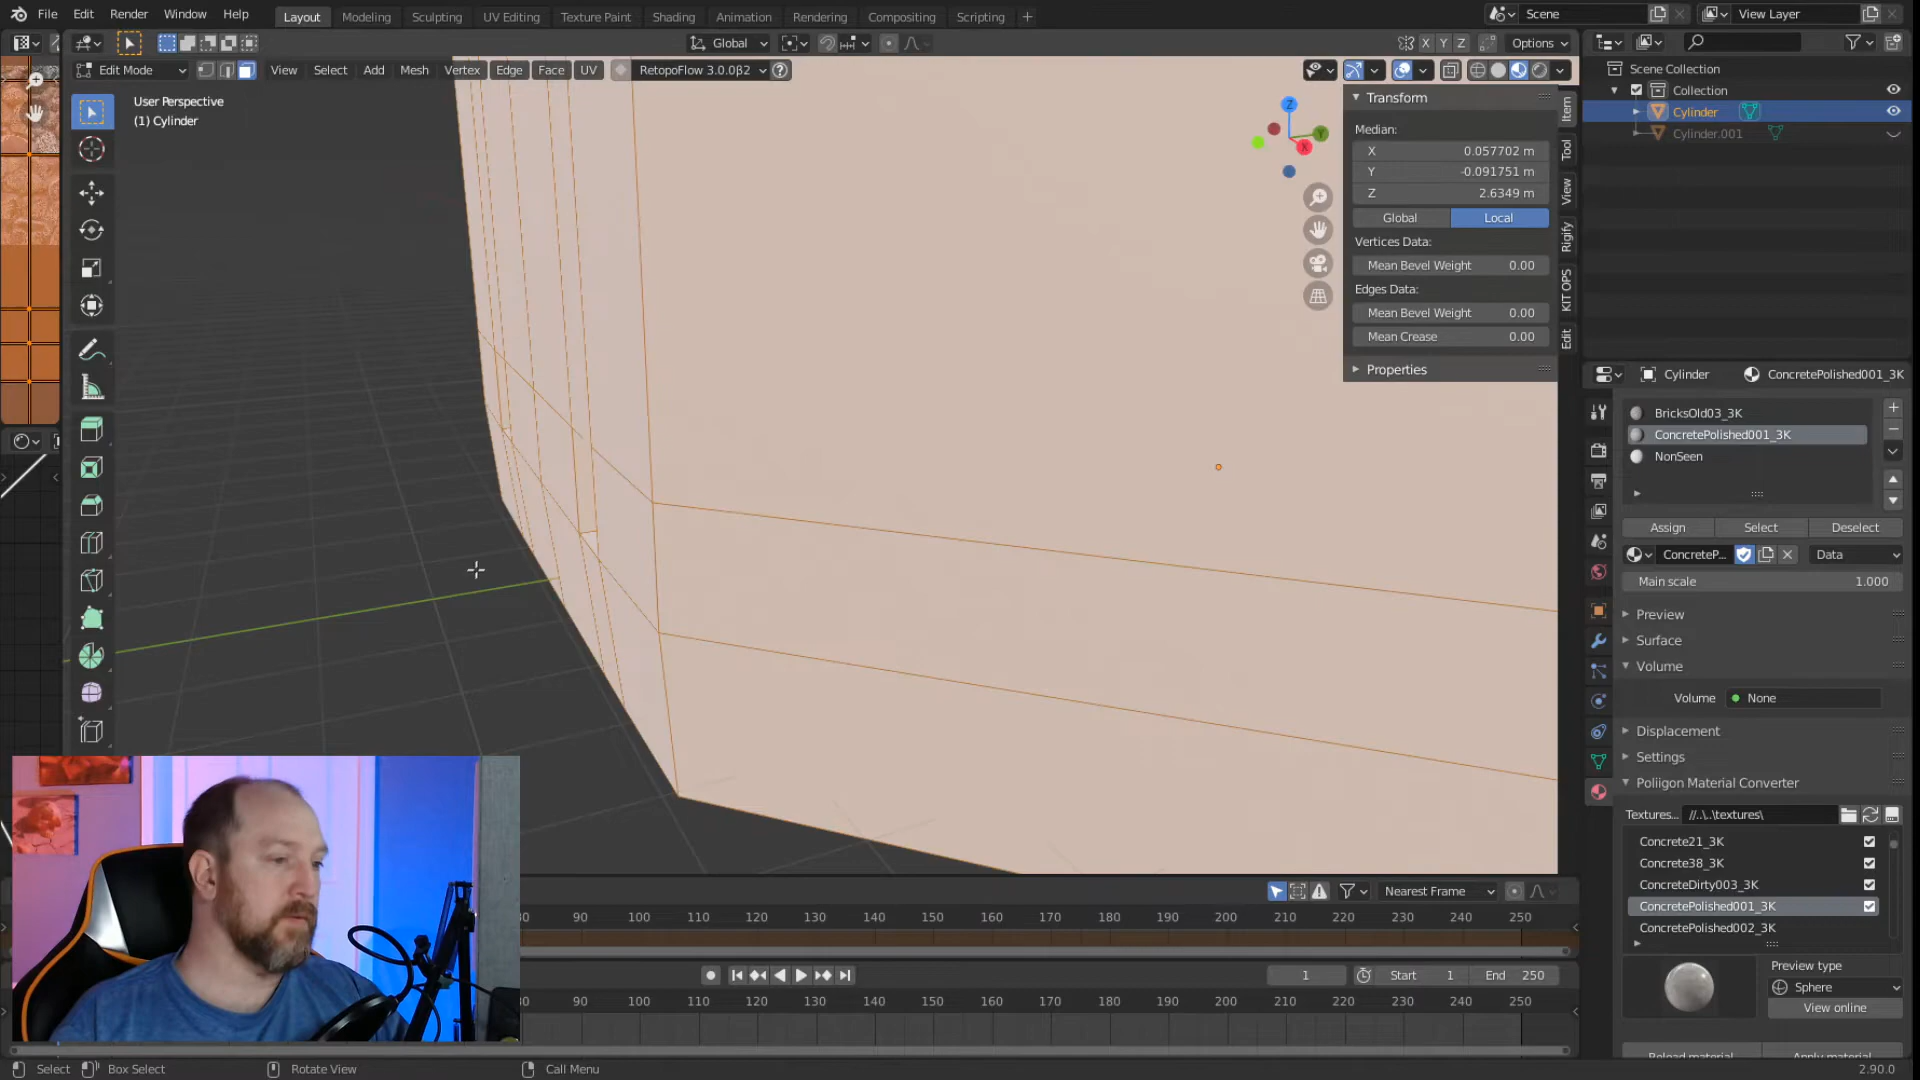 File Edit Render Window Help Layout Modeling Sculpting UV Editing Texture Paint Shading Animation Rendering Compositing Scripting + Scene View Layer
Global X Y Z Options
Edit Mode View Select Add Mesh Vertex Edge Face UV RetopoFlow 3.0.0β2
User Perspective
(1) Cylinder
Z
Y
X
Transform
Median:
X 0.057702 m
Y -0.091751 m
Z 2.6349 m
Global Local
Vertices Data:
Mean Bevel Weight 0.00
Edges Data:
Mean Bevel Weight 0.00
Mean Crease 0.00
Properties
Item
Tool
View
Rigify
KIT OPS
Edit
Scene Collection
Collection
Cylinder
Cylinder.001
Cylinder ConcretePolished001_3K
BricksOld03_3K
ConcretePolished001_3K
NonSeen
Assign Select Deselect
ConcreteP... Data
Main scale 1.000
Preview
Surface
Volume
Volume None
Displacement
Settings
Poliigon Material Converter
Textures... //..\..\textures\
Concrete21_3K
Concrete38_3K
ConcreteDirty003_3K
ConcretePolished001_3K
ConcretePolished002_3K
Preview type
Sphere
View online
Reload material Apply material
Nearest Frame
80 90 100 110 120 130 140 150 160 170 180 190 200 210 220 230 240 250
1 Start 1 End 250
80 90 100 110 120 130 140 150 160 170 180 190 200 210 220 230 240 250
Select Box Select Rotate View Call Menu 2.90.0